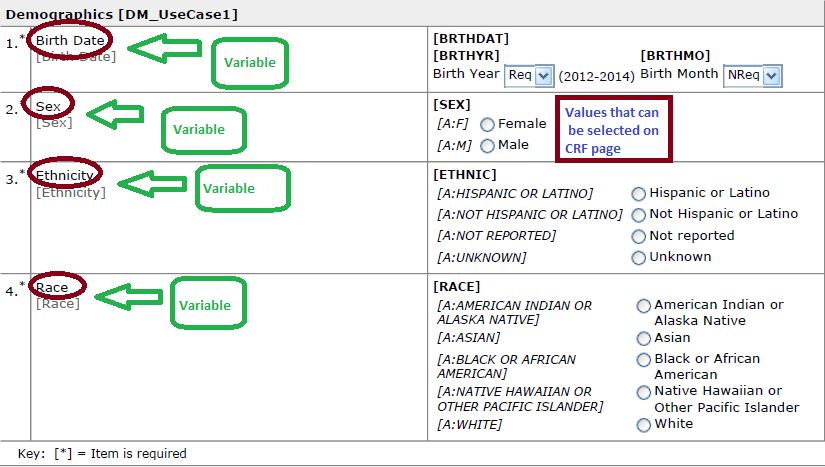 Demographics [DM_UseCase1]
1.* Birth Date
[Birth Date]
Variable
[BRTHDAT]
[BRTHYR] [BRTHMO]
Birth Year Req (2012-2014) Birth Month NReq
2. Sex
[Sex]
Variable
[SEX]
[A:F] Female
[A:M] Male
Values that can
be selected on
CRF page
3.* Ethnicity
[Ethnicity]
Variable
[ETHNIC]
[A:HISPANIC OR LATINO] Hispanic or Latino
[A:NOT HISPANIC OR LATINO] Not Hispanic or Latino
[A:NOT REPORTED] Not reported
[A:UNKNOWN] Unknown
4.* Race
[Race]
Variable
[RACE]
[A:AMERICAN INDIAN OR American Indian or
ALASKA NATIVE] Alaska Native
[A:ASIAN] Asian
[A:BLACK OR AFRICAN Black or African
AMERICAN] American
[A:NATIVE HAWAIIAN OR Native Hawaiian or
OTHER PACIFIC ISLANDER] Other Pacific Islander
[A:WHITE] White
Key: [*] = Item is required